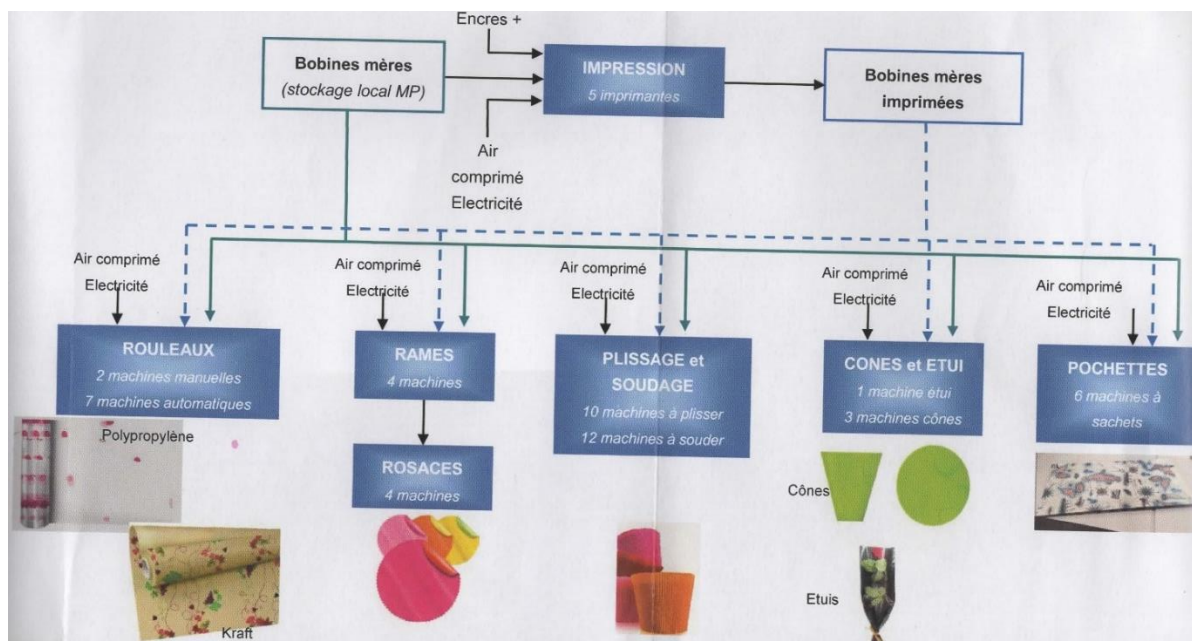 Encres +
Bobines mères
(stockage local MP)
IMPRESSION
5 imprimantes
Bobines mères
imprimées
Air
comprimé
Electricité
Air comprimé
Electricité
Air comprimé
Electricité
Air comprimé
Electricité
Air comprimé
Electricité
Air comprimé
Electricité
ROULEAUX
2 machines manuelles
7 machines automatiques
RAMES
4 machines
PLISSAGE et
SOUDAGE
10 machines à plisser
12 machines à souder
CONES et ETUI
1 machine étui
3 machines cônes
POCHETTES
6 machines à
sachets
Polypropylène
ROSACES
4 machines
Cônes
Etuis
Kraft